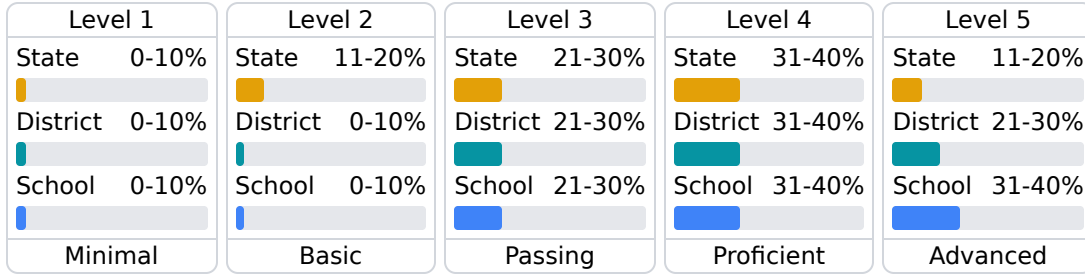 Level 1
State 0-10%
District 0-10%
School 0-10%
Minimal
Level 2
State 11-20%
District 0-10%
School 0-10%
Basic
Level 3
State 21-30%
District 21-30%
School 21-30%
Passing
Level 4
State 31-40%
District 31-40%
School 31-40%
Proficient
Level 5
State 11-20%
District 21-30%
School 31-40%
Advanced